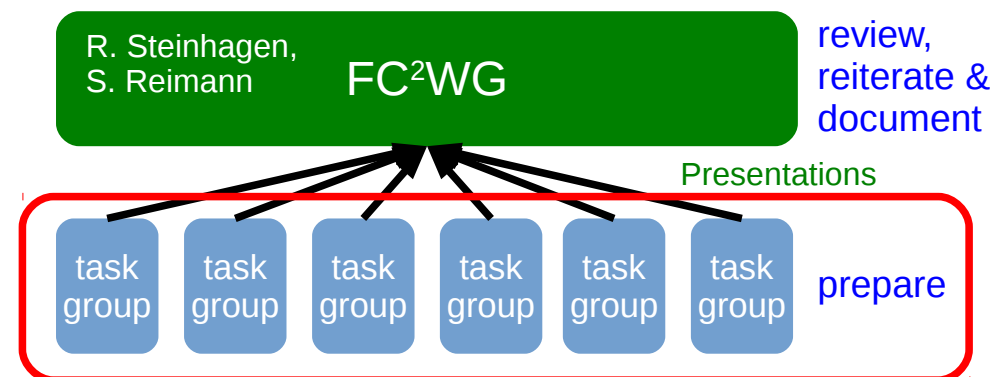 R. Steinhagen,
S. Reimann
FC²WG
review,
reiterate &
document
Presentations
task
group
task
group
task
group
task
group
task
group
task
group
prepare